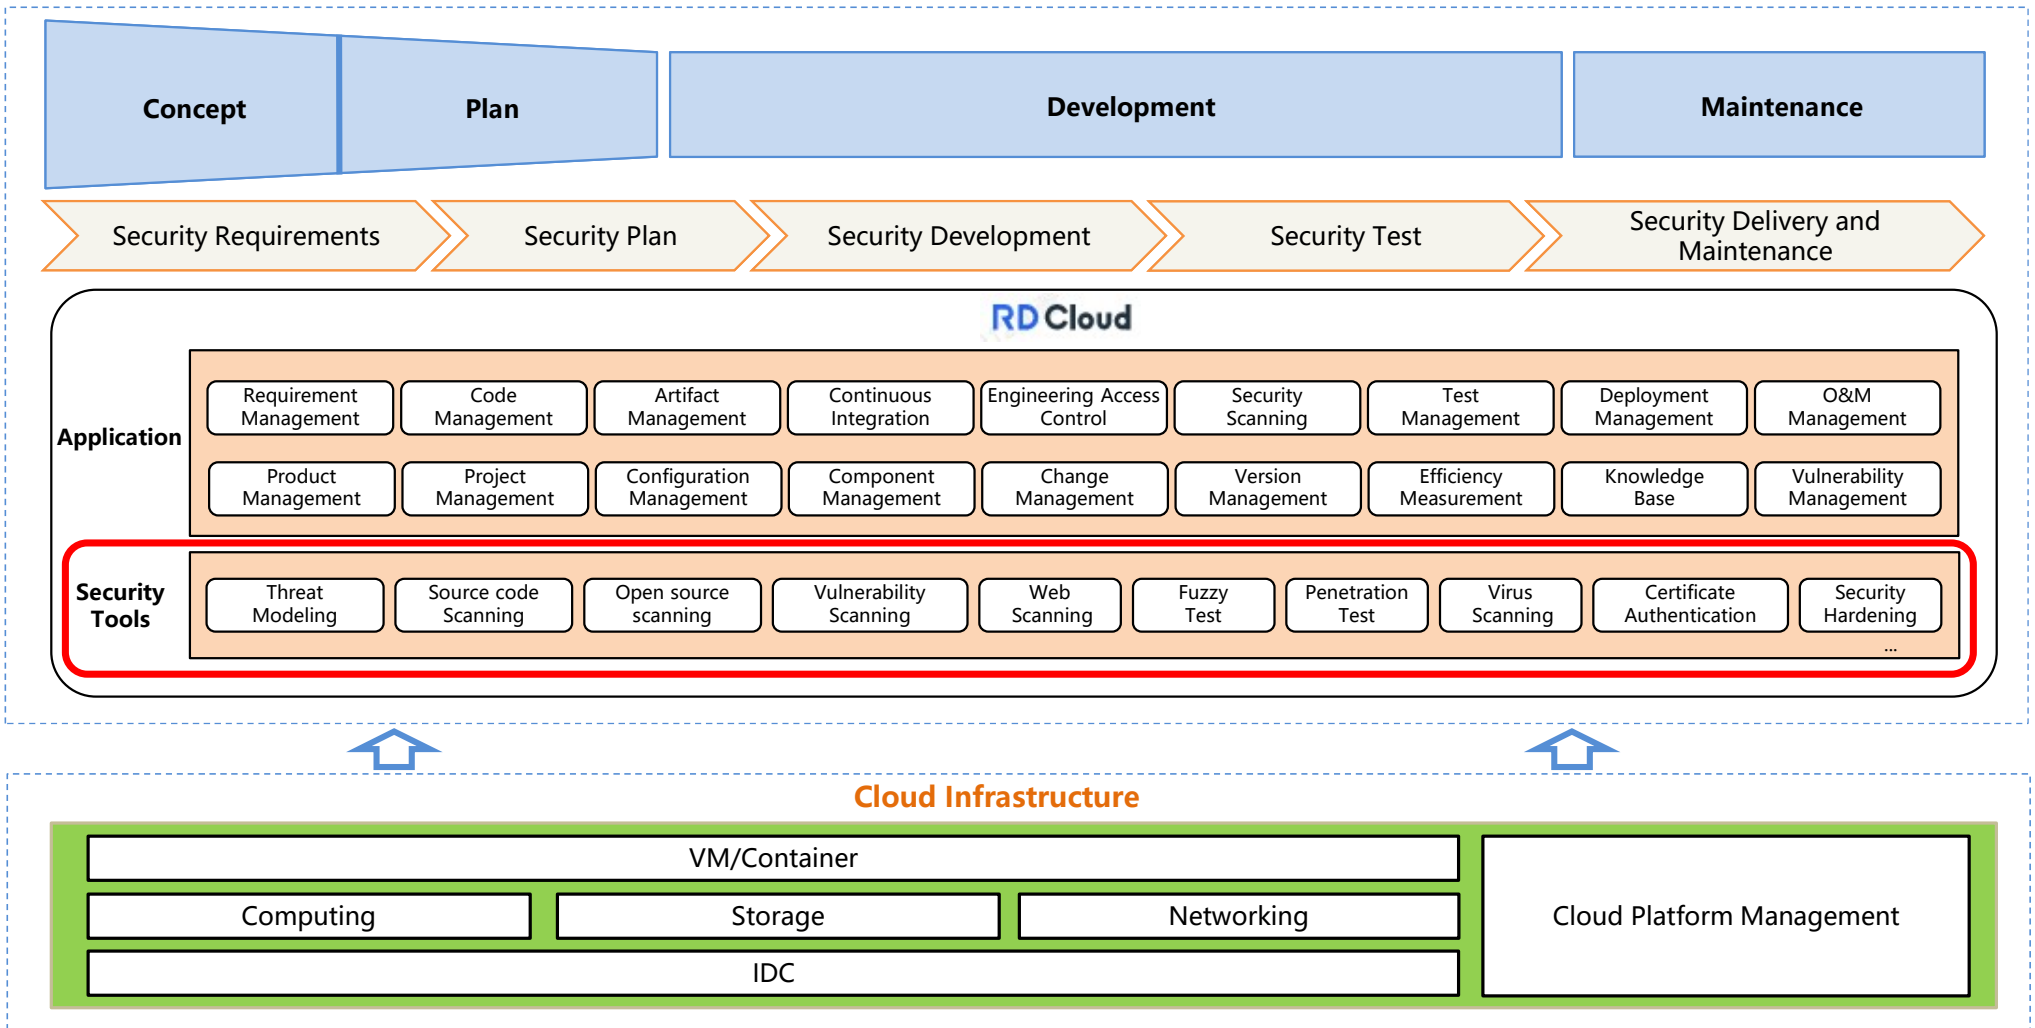 Concept
Plan
Development
Maintenance
Security Requirements
Security Plan
Security Development
Security Test
Security Delivery and
Maintenance
RD Cloud
Application
Requirement
Management
Code
Management
Artifact
Management
Continuous
Integration
Engineering Access
Control
Security
Scanning
Test
Management
Deployment
Management
O&M
Management
Product
Management
Project
Management
Configuration
Management
Component
Management
Change
Management
Version
Management
Efficiency
Measurement
Knowledge
Base
Vulnerability
Management
Security
Tools
Threat
Modeling
Source code
Scanning
Open source
scanning
Vulnerability
Scanning
Web
Scanning
Fuzzy
Test
Penetration
Test
Virus
Scanning
Certificate
Authentication
Security
Hardening
...
Cloud Infrastructure
VM/Container
Computing
Storage
Networking
IDC
Cloud Platform Management